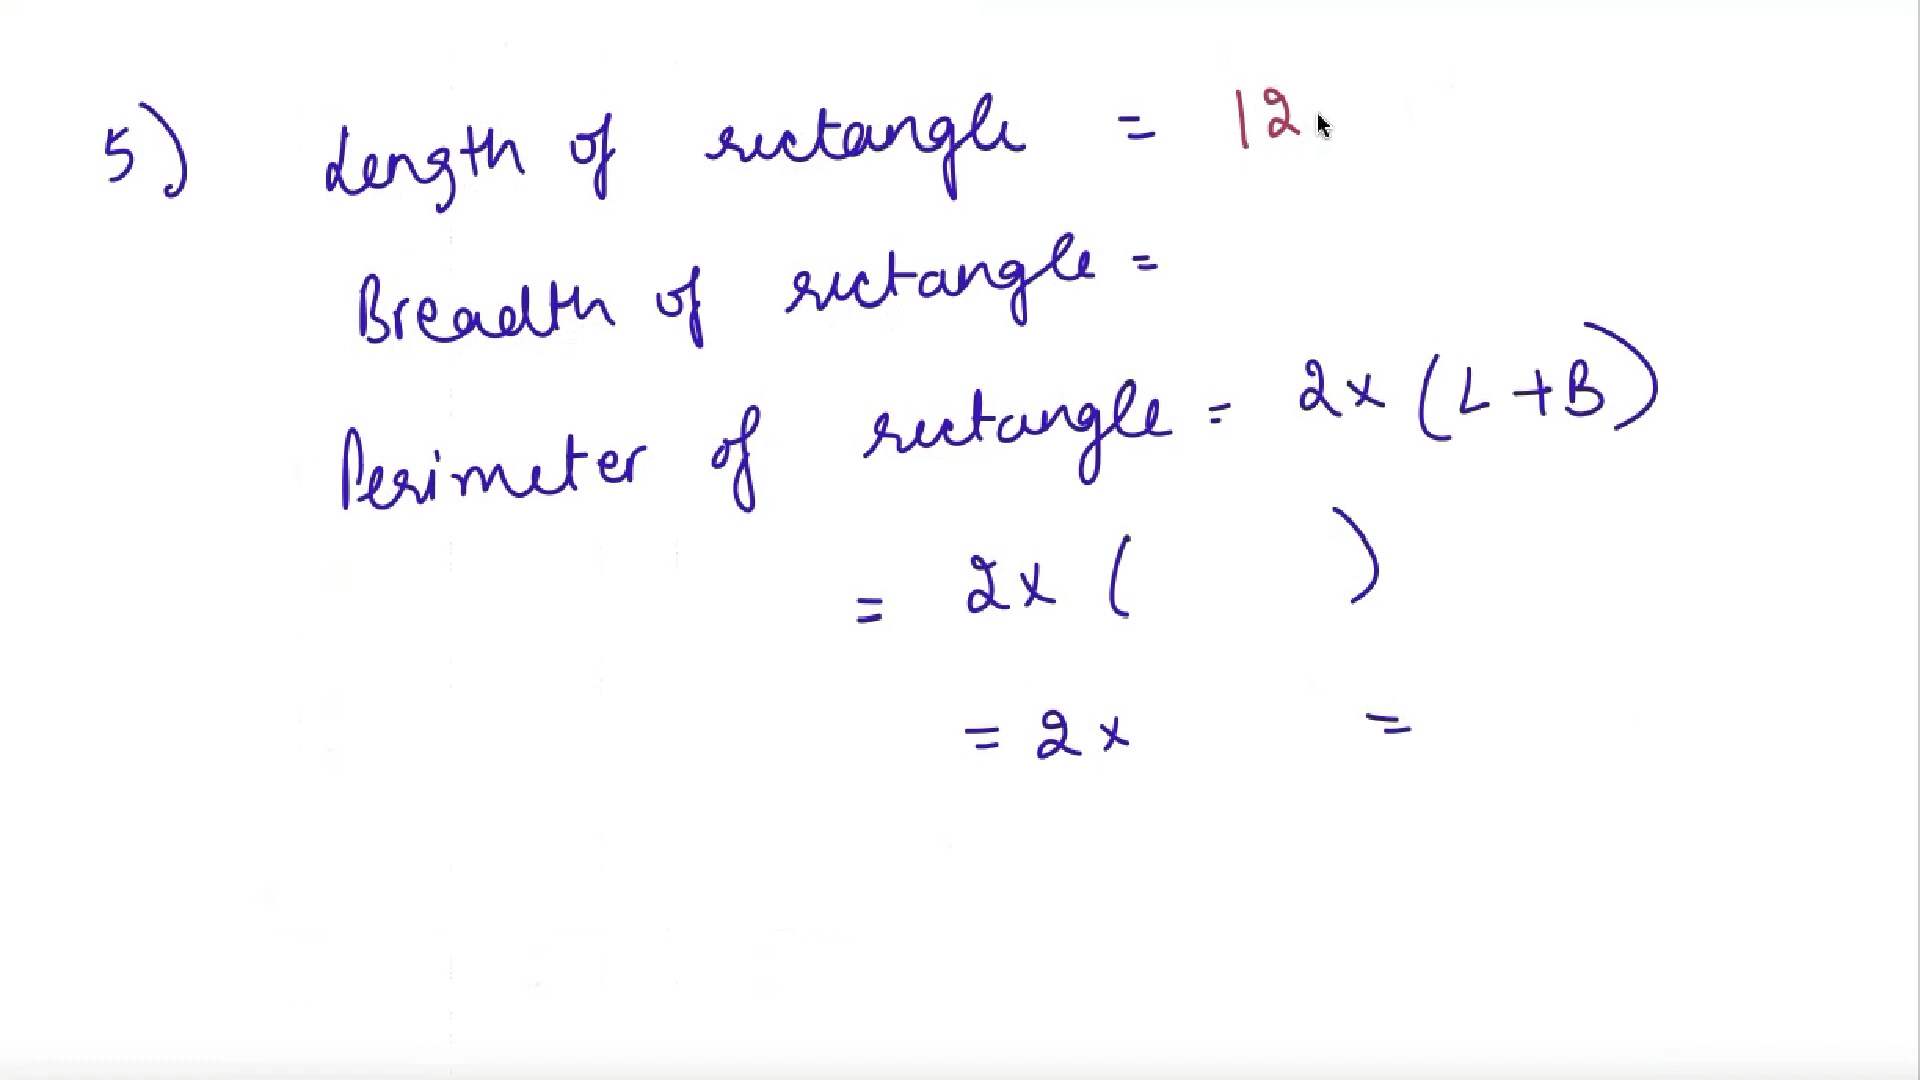 5) Length of rectangle = 12
Breadth of rectangle =
Perimeter of rectangle = 2x (L+B)
= 2x (      )
= 2x      =